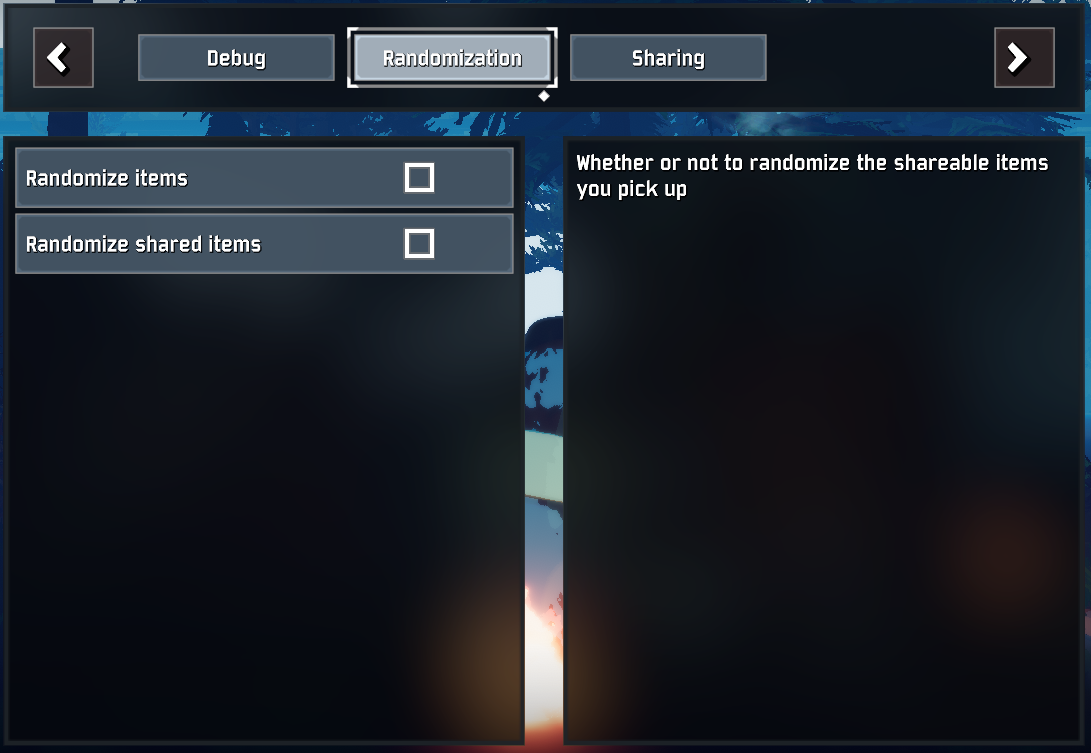 Debug
Randomization
Sharing
Randomize items
Randomize shared items
Whether or not to randomize the shareable items
you pick up